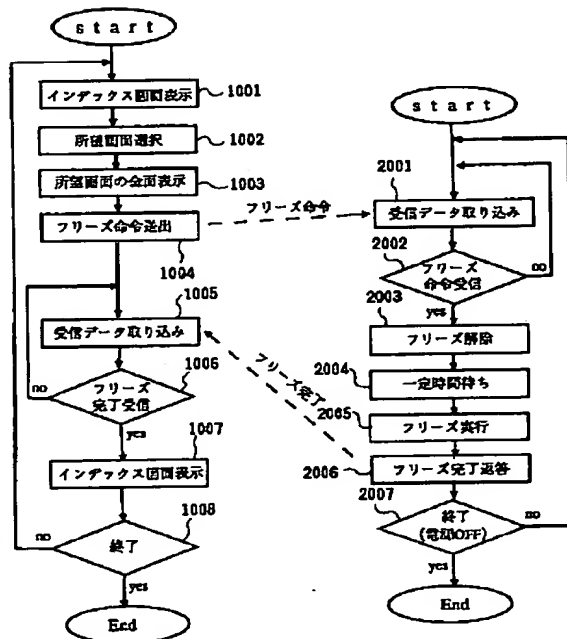 start
インデックス画面表示
1001
所望画面選択
1002
所望画面の全面表示
1003
フリーズ命令送出
1004
フリーズ命令
1005
受信データ取り込み
フリーズ
完了受信
1006
no
yes
フリーズ完了
1007
インデックス画面表示
1008
終了
no
yes
End
start
2001
受信データ取り込み
2002
フリーズ
命令受信
no
yes
2003
フリーズ解除
2004
一定時間待ち
2005
フリーズ実行
2006
フリーズ完了返答
2007
終了
(電源OFF)
no
yes
End